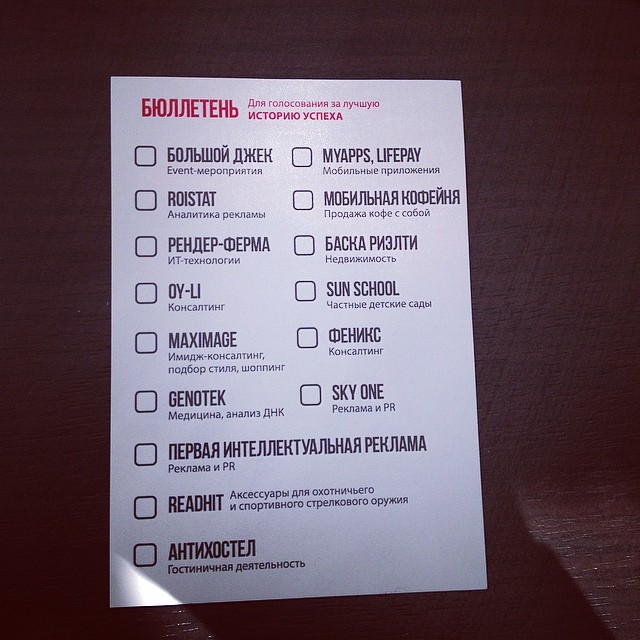 БЮЛЛЕТЕНЬ
Для голосования за лучшую
ИСТОРИЮ УСПЕХА
БОЛЬШОЙ ДЖЕК
Event-мероприятия
MYAPPS, LIFEPAY
Мобильные приложения
ROISTAT
Аналитика рекламы
МОБИЛЬНАЯ КОФЕЙНЯ
Продажа кофе с собой
РЕНДЕР-ФЕРМА
ИТ-технологии
БАСКА РИЭЛТИ
Недвижимость
OY-LI
Консалтинг
SUN SCHOOL
Частные детские сады
MAXIMAGE
Имидж-консалтинг,
подбор стиля, шоппинг
ФЕНИКС
Консалтинг
GENOTEK
Медицина, анализ ДНК
SKY ONE
Реклама и PR
ПЕРВАЯ ИНТЕЛЛЕКТУАЛЬНАЯ РЕКЛАМА
Реклама и PR
READHIT
Аксессуары для охотничьего
и спортивного стрелкового оружия
АНТИХОСТЕЛ
Гостиничная деятельность